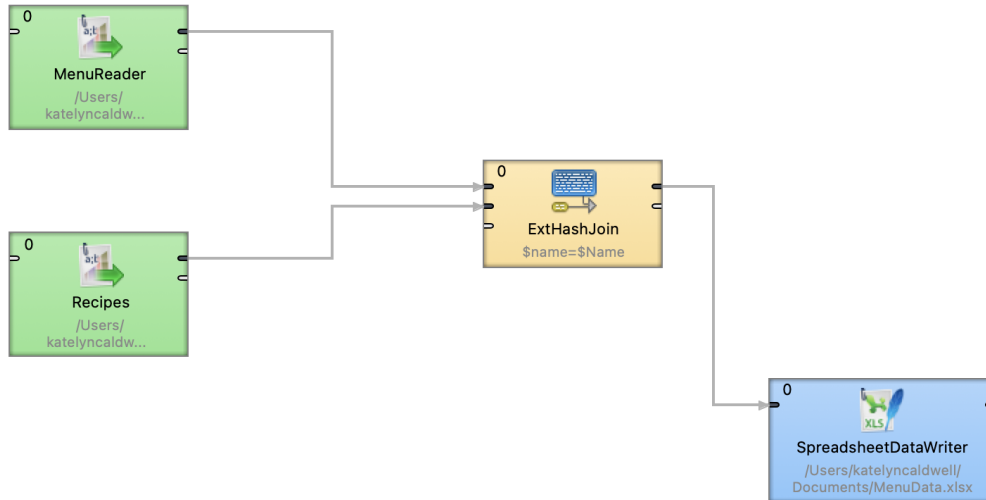 0
a;b
MenuReader
/Users/
katelyncaldw...
0
a;b
Recipes
/Users/
katelyncaldw...
0
ExtHashJoin
$name=$Name
0
XLS
SpreadsheetDataWriter
/Users/katelyncaldwell/
Documents/MenuData.xlsx